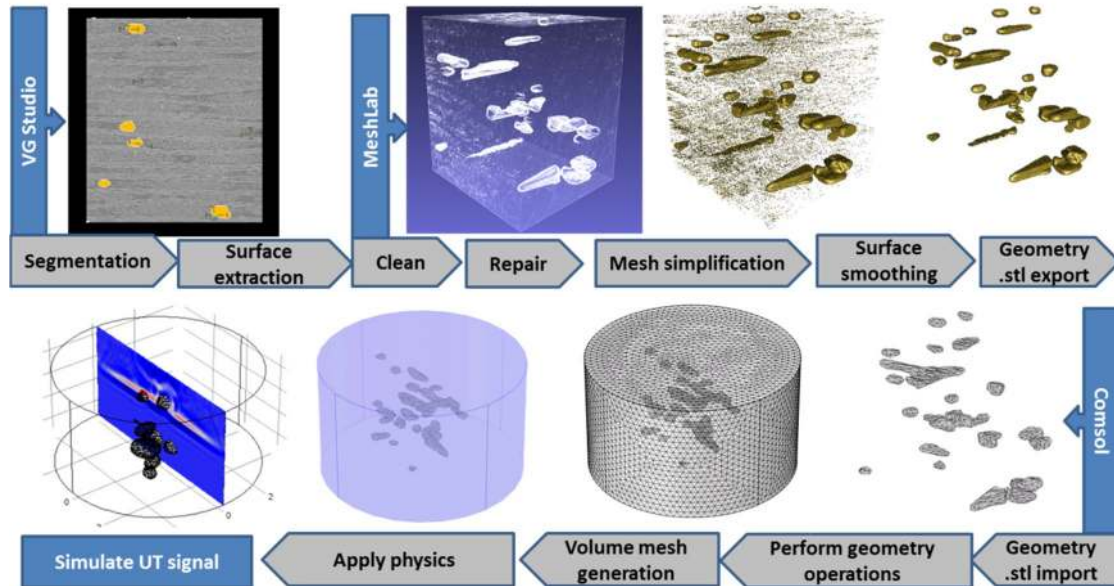 VG Studio
MeshLab
Segmentation
Surface
extraction
Clean
Repair
Mesh simplification
Surface
smoothing
Geometry
.stl export
Comsol
0
2
0
Simulate UT signal
Apply physics
Volume mesh
generation
Perform geometry
operations
Geometry
.stl import